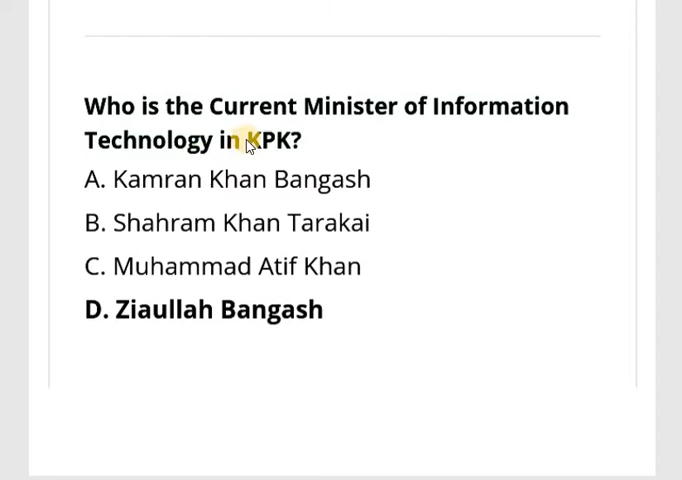 Who is the Current Minister of Information
Technology in KPK?
A. Kamran Khan Bangash
B. Shahram Khan Tarakai
C. Muhammad Atif Khan
D. Ziaullah Bangash